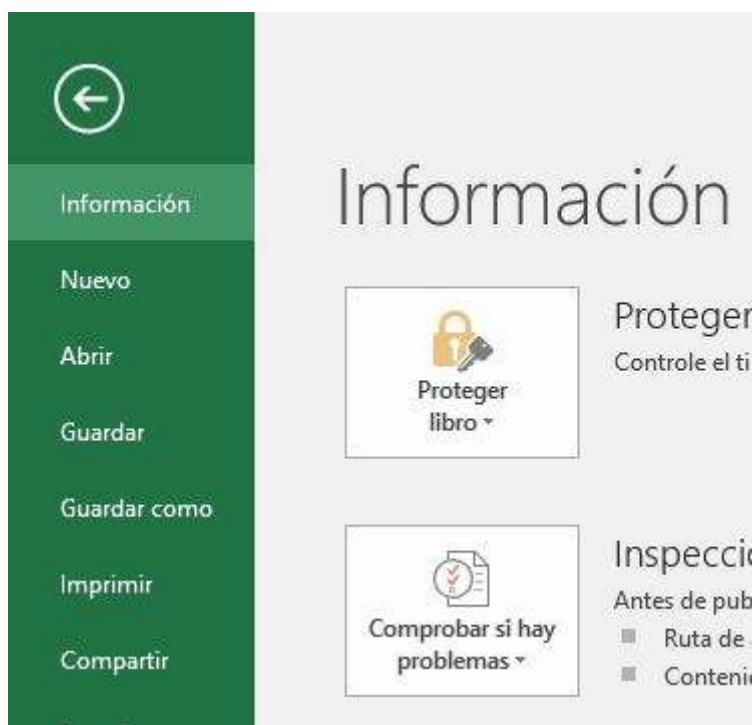 Información
Nuevo
Abrir
Guardar
Guardar como
Imprimir
Compartir
Información
Proteger
libro
Proteger
Controle el ti
Comprobar si hay
problemas
Inspecci
Antes de pub
Ruta de
Conteni